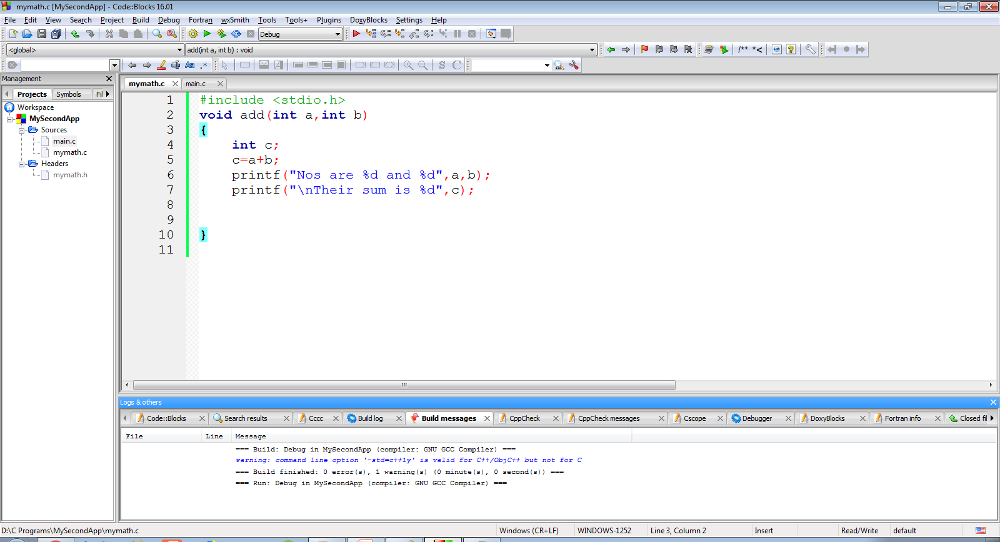 mymath.c [MySecondApp] - Code::Blocks 16.01
File Edit View Search Project Build Debug Fortran wxSmith Tools Tools+ Plugins DoxyBlocks Settings Help
Debug
<global> add(int a, int b) : void
/** *<
Aa .*
S C
Management
Projects Symbols Fil
Workspace
MySecondApp
Sources
main.c
mymath.c
Headers
mymath.h
mymath.c main.c
1 #include <stdio.h>
2 void add(int a,int b)
3 {
4 int c;
5 c=a+b;
6 printf("Nos are %d and %d",a,b);
7 printf("\nTheir sum is %d",c);
8
9
10 }
11
Logs & others
Code::Blocks Search results Cccc Build log Build messages CppCheck CppCheck messages Cscope Debugger DoxyBlocks Fortran info Closed fil
File Line Message
=== Build: Debug in MySecondApp (compiler: GNU GCC Compiler) ===
warning: command line option '-std=c++1y' is valid for C++/ObjC++ but not for C
=== Build finished: 0 error(s), 1 warning(s) (0 minute(s), 0 second(s)) ===
=== Run: Debug in MySecondApp (compiler: GNU GCC Compiler) ===
D:\C Programs\MySecondApp\mymath.c Windows (CR+LF) WINDOWS-1252 Line 3, Column 2 Insert Read/Write default